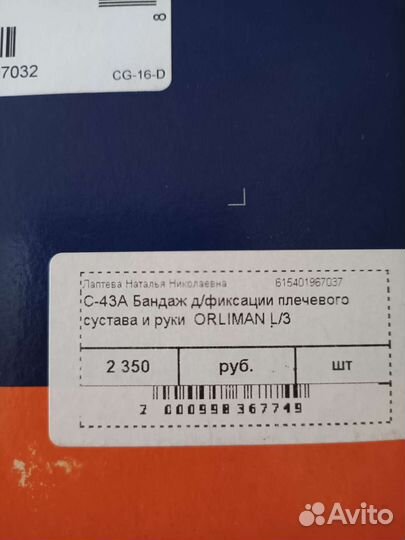 8
7032
CG-16-D
Лаптева Наталья Николаевна 615401967037
С-43А Бандаж д/фиксации плечевого
сустава и руки ORLIMAN L/3
2 350 руб. шт
2 000998 367749
Avito